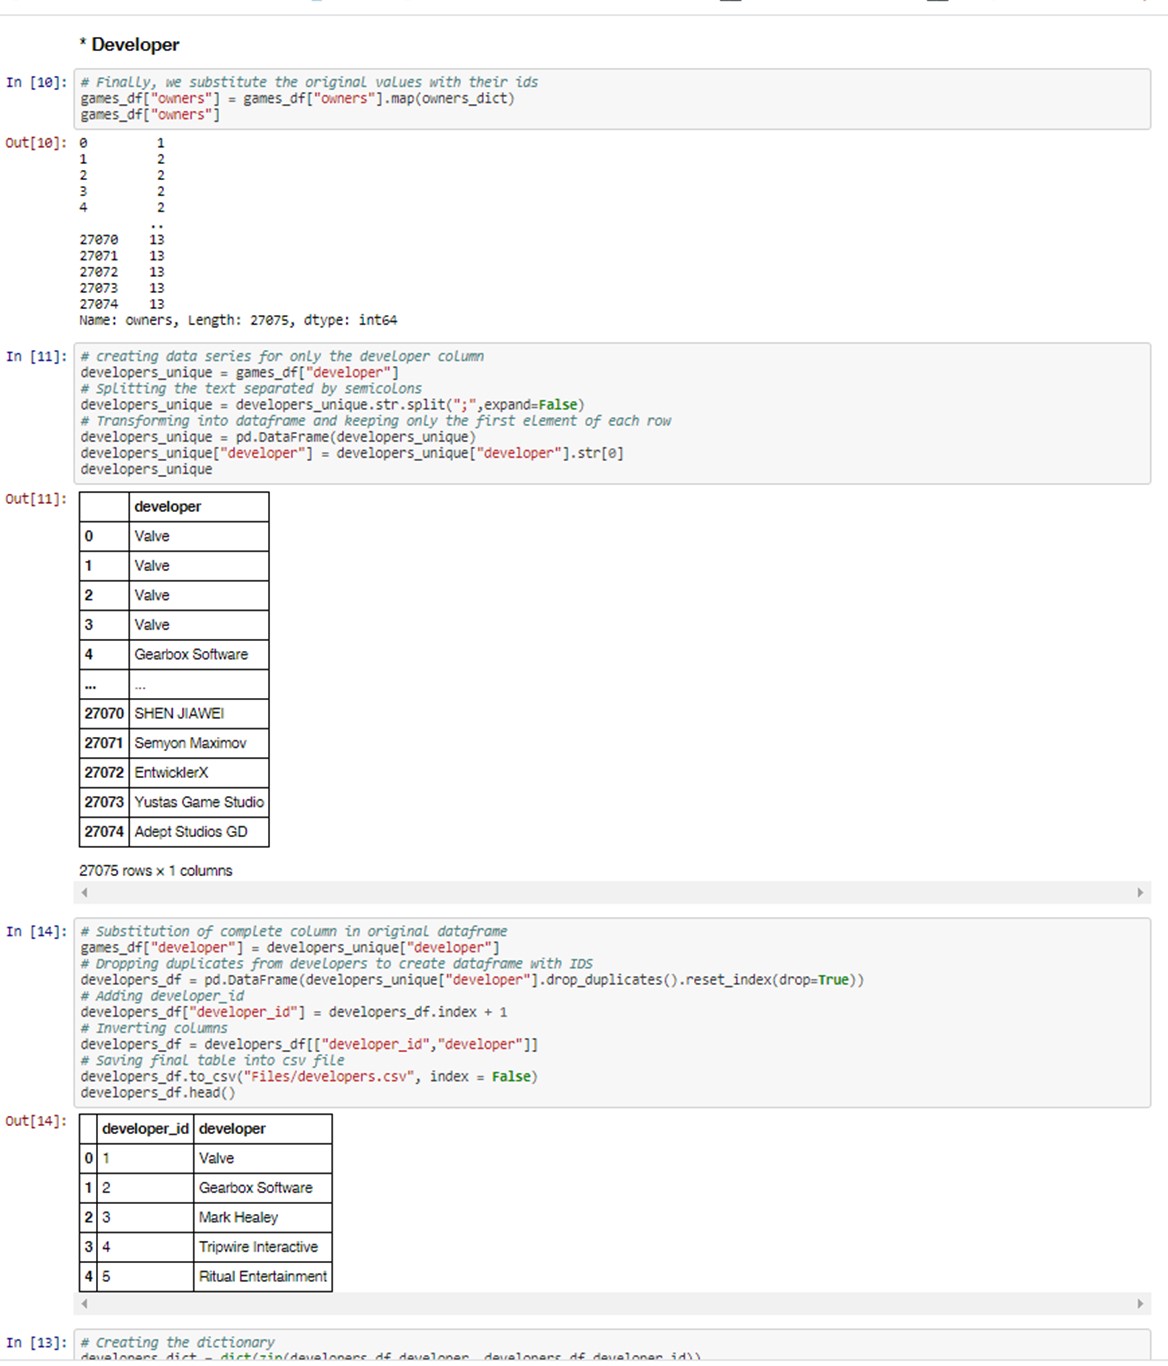 * Developer
In [10]: # Finally, we substitute the original values with their ids
games_df["owners"] = games_df["owners"].map(owners_dict)
games_df["owners"]
Out[10]: 0 1
1 2
2 2
3 2
4 2
..
27070 13
27071 13
27072 13
27073 13
27074 13
Name: owners, Length: 27075, dtype: int64
In [11]: # creating data series for only the developer column
developers_unique = games_df["developer"]
# Splitting the text separated by semicolons
developers_unique = developers_unique.str.split(";",expand=False)
# Transforming into dataframe and keeping only the first element of each row
developers_unique = pd.DataFrame(developers_unique)
developers_unique["developer"] = developers_unique["developer"].str[0]
developers_unique
Out[11]:
developer
0 Valve
1 Valve
2 Valve
3 Valve
4 Gearbox Software
... ...
27070 SHEN JIAWEI
27071 Semyon Maximov
27072 EntwicklerX
27073 Yustas Game Studio
27074 Adept Studios GD
27075 rows × 1 columns
In [14]: # Substitution of complete column in original dataframe
games_df["developer"] = developers_unique["developer"]
# Dropping duplicates from developers to create dataframe with IDS
developers_df = pd.DataFrame(developers_unique["developer"].drop_duplicates().reset_index(drop=True))
# Adding developer_id
developers_df["developer_id"] = developers_df.index + 1
# Inverting columns
developers_df = developers_df[["developer_id","developer"]]
# Saving final table into csv file
developers_df.to_csv("Files/developers.csv", index = False)
developers_df.head()
Out[14]:
developer_id developer
0 1 Valve
1 2 Gearbox Software
2 3 Mark Healey
3 4 Tripwire Interactive
4 5 Ritual Entertainment
In [13]: # Creating the dictionary
developers_dict = dict(zip(developers_df.developer, developers_df.developer_id))